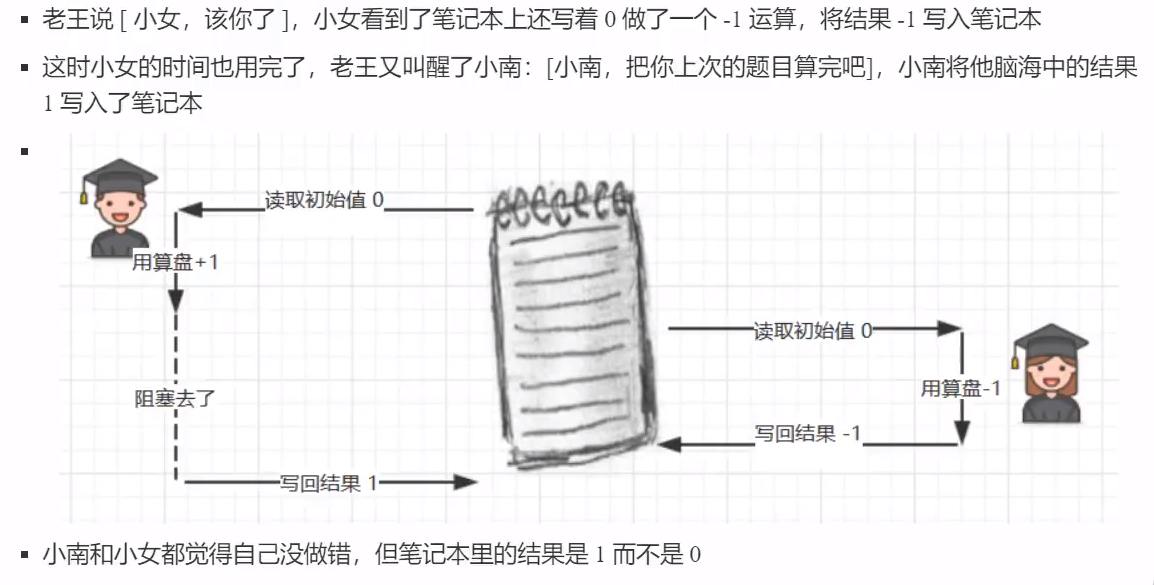 老王说 [ 小女，该你了 ]，小女看到了笔记本上还写着 0 做了一个 -1 运算，将结果 -1 写入笔记本
这时小女的时间也用完了，老王又叫醒了小南：[小南，把你上次的题目算完吧]，小南将他脑海中的结果
1 写入了笔记本
读取初始值 0
用算盘+1
读取初始值 0
用算盘-1
阻塞去了
写回结果 -1
写回结果 1
小南和小女都觉得自己没做错，但笔记本里的结果是 1 而不是 0